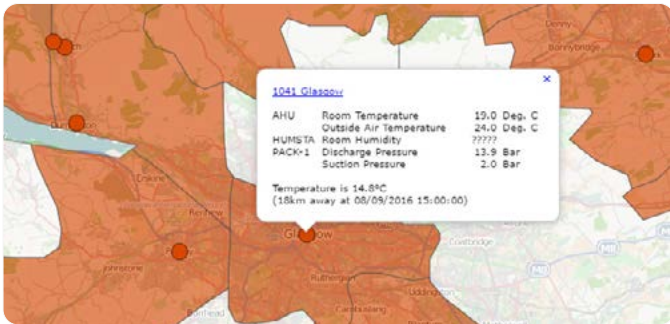 Denny
Bonnybridge
×
1041 Glasgow
AHU Room Temperature 19.0 Deg. C
Outside Air Temperature 24.0 Deg. C
HUMSTA Room Humidity ?????
PACK-1 Discharge Pressure 13.9 Bar
Suction Pressure 2.0 Bar
Temperature is 14.8ºC
(18km away at 08/09/2016 15:00:00)
Erskine
Renfrew
Glasgow
Coatbridge
Johnstone
Rutherglen
Uddingston
Barrhead
Cambuslang